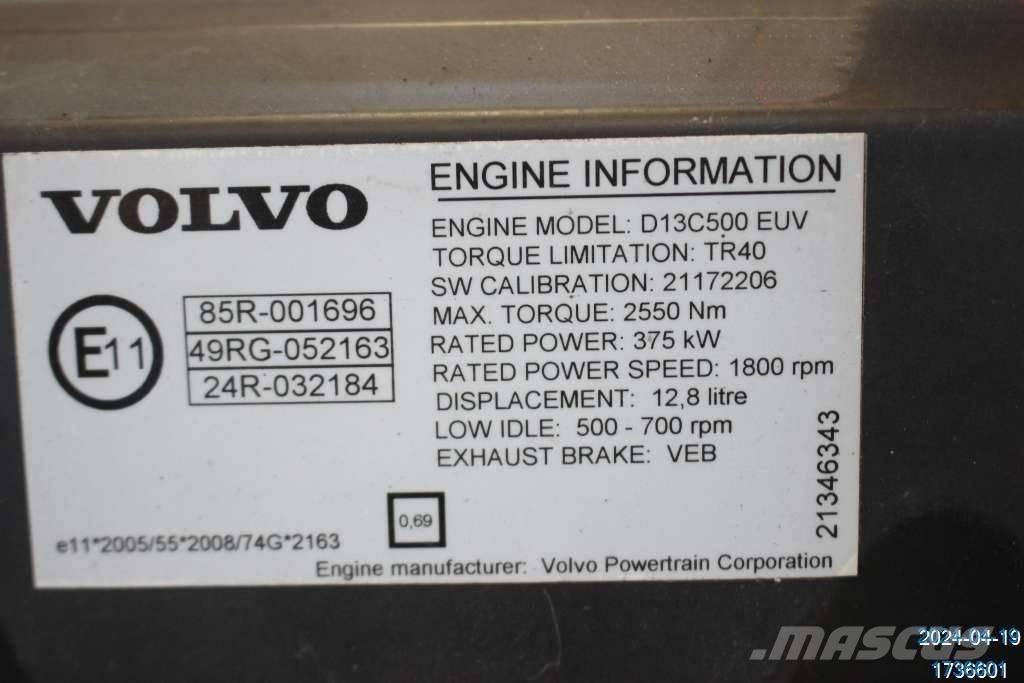 VOLVO
ENGINE INFORMATION
ENGINE MODEL: D13C500 EUV
TORQUE LIMITATION: TR40
SW CALIBRATION: 21172206
MAX. TORQUE: 2550 Nm
RATED POWER: 375 kW
RATED POWER SPEED: 1800 rpm
DISPLACEMENT: 12,8 litre
LOW IDLE: 500 - 700 rpm
EXHAUST BRAKE: VEB
E11
85R-001696
49RG-052163
24R-032184
21346343
0,69
e11*2005/55*2008/74G*2163
Engine manufacturer: Volvo Powertrain Corporation
MASCUS
2024-04-19
1736601